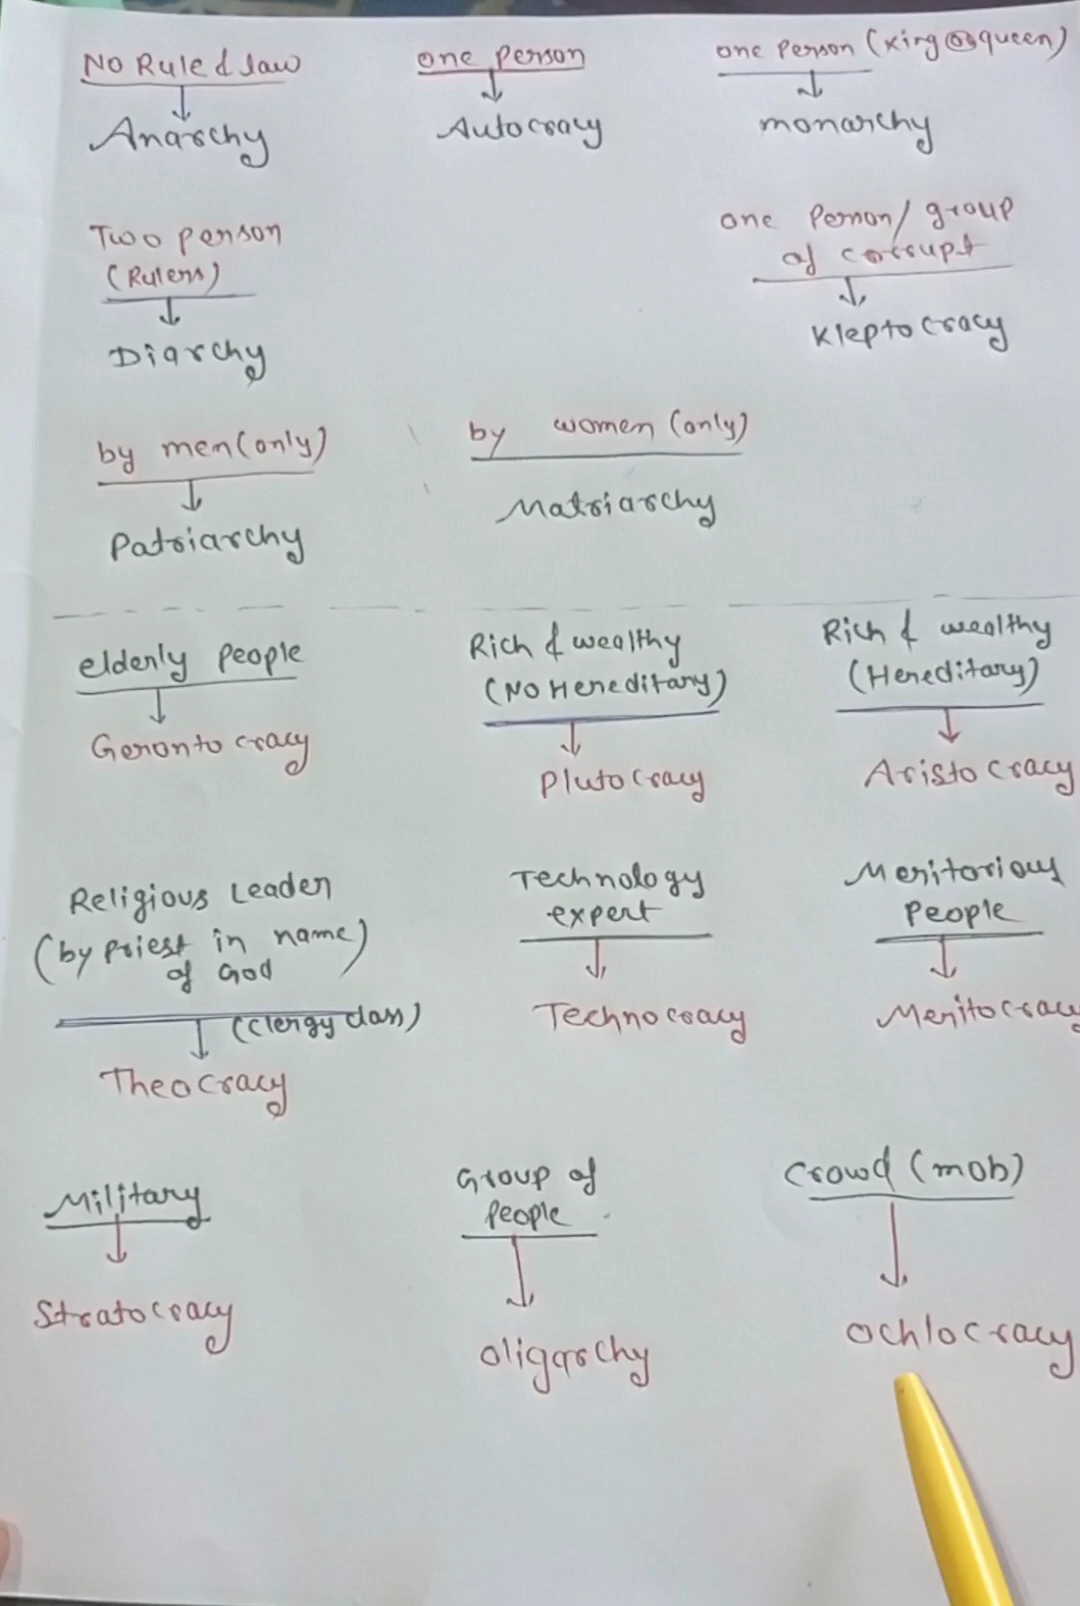 No Rule & law
Anarchy
one person
Autocracy
one person (king or queen)
monarchy
Two person
(Rulers)
Diarchy
one Person/group
of corrupt
Kleptocracy
by men (only)
Patriarchy
by women (only)
Matriarchy
elderly people
Gerontocracy
Rich & wealthy
(NO Hereditary)
Plutocracy
Rich & wealthy
(Hereditary)
Aristocracy
Religious Leader
(by priest in name)
of God
(clergy class)
Theocracy
Technology
expert
Technocracy
Meritorious
People
Meritocracy
Military
Stratocracy
Group of
People
oligarchy
Crowd (mob)
ochlocracy